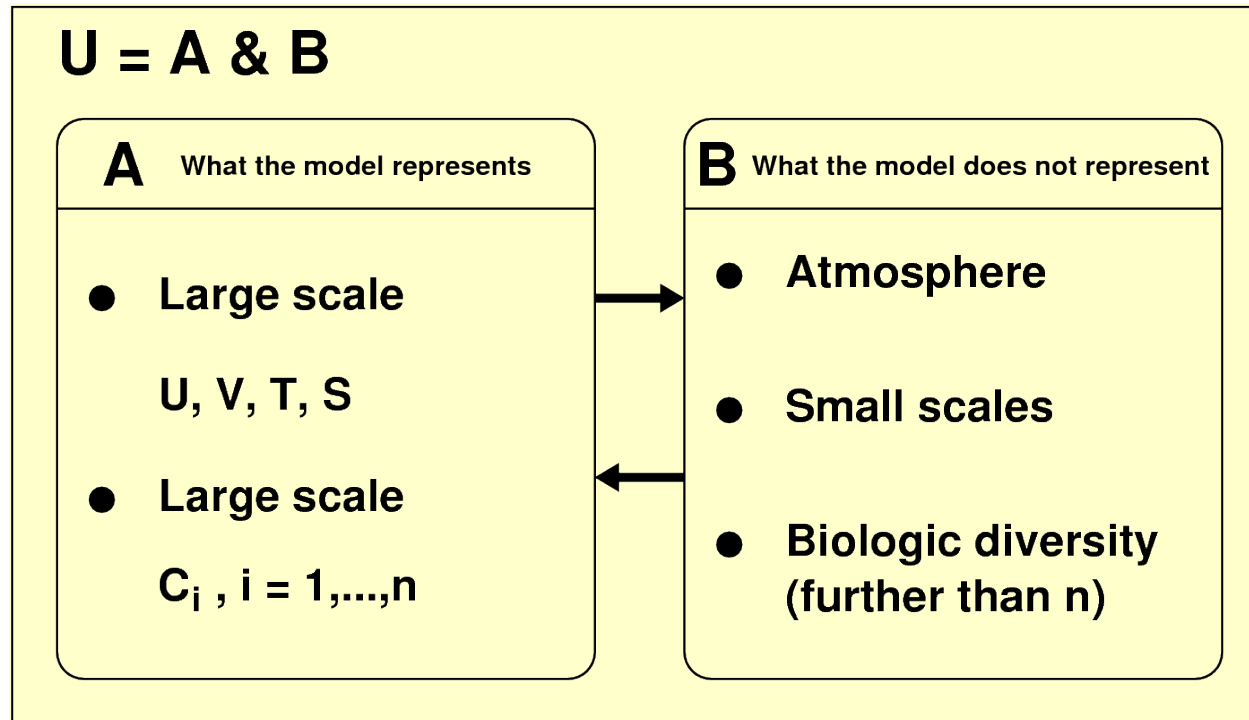 U = A & B
A What the model represents
● Large scale
U, V, T, S
● Large scale
Cᵢ , i = 1,...,n
B What the model does not represent
● Atmosphere
● Small scales
● Biologic diversity
(further than n)